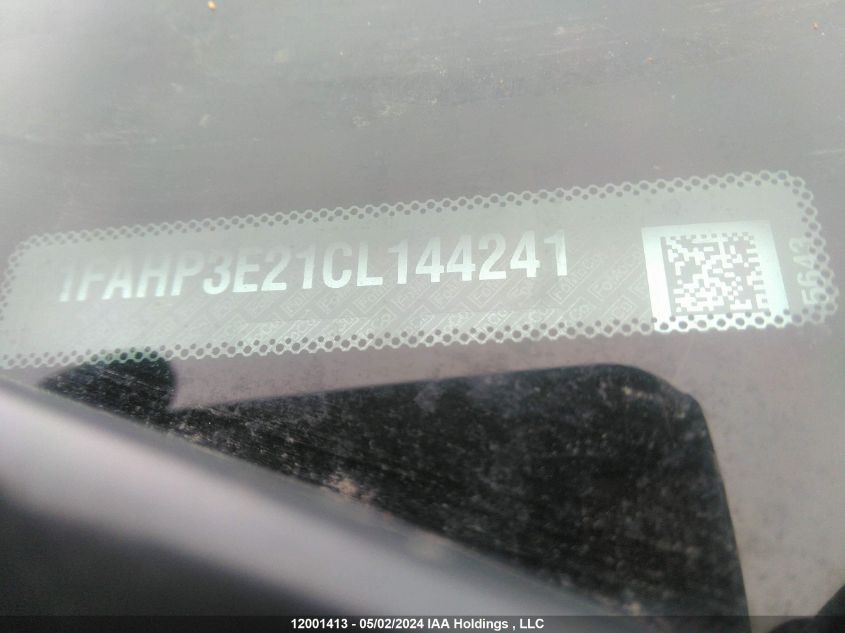 1FAHP3E21CL144241
5643
12001413 - 05/02/2024 IAA Holdings , LLC